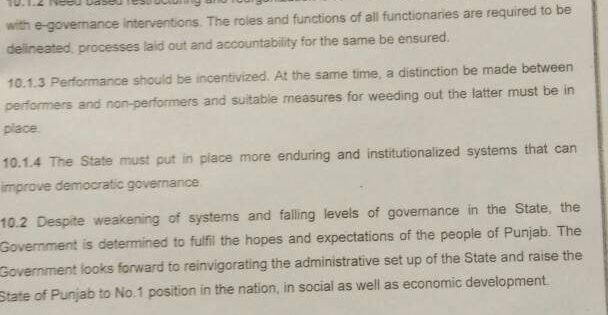 10.1.2 Need based restructuring and
with e-governance interventions. The roles and functions of all functionaries are required to be
delineated, processes laid out and accountability for the same be ensured.
10.1.3 Performance should be incentivized. At the same time, a distinction be made between
performers and non-performers and suitable measures for weeding out the latter must be in
place.
10.1.4 The State must put in place more enduring and institutionalized systems that can
improve democratic governance.
10.2 Despite weakening of systems and falling levels of governance in the State, the
Government is determined to fulfil the hopes and expectations of the people of Punjab. The
Government looks forward to reinvigorating the administrative set up of the State and raise the
State of Punjab to No.1 position in the nation, in social as well as economic development.